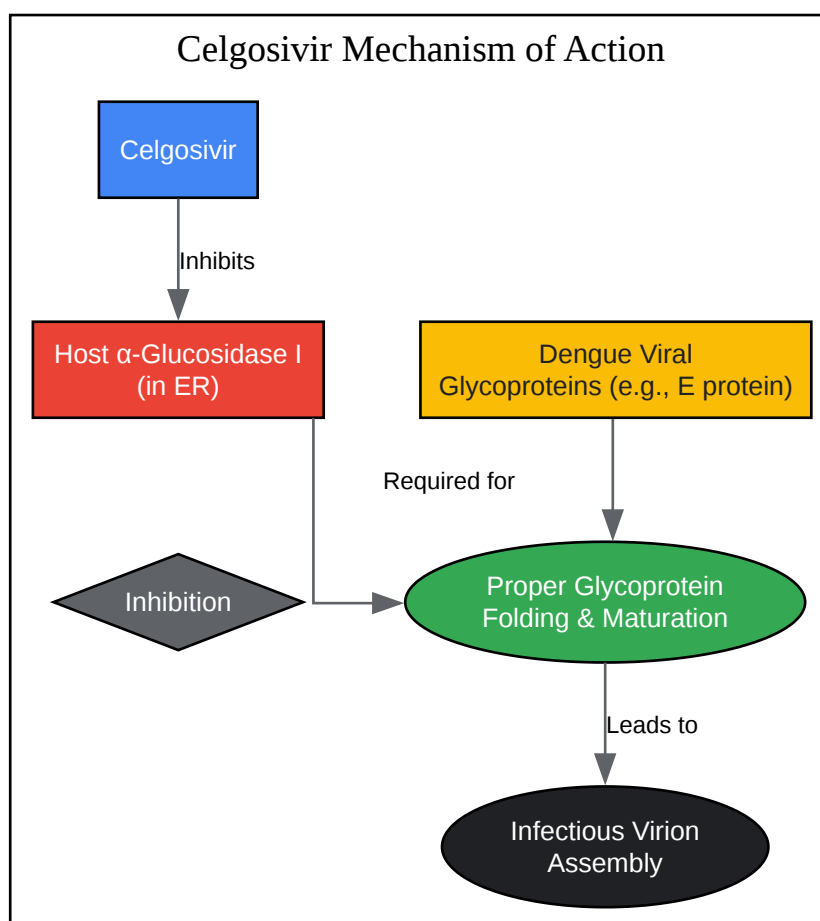 Celgosivir Mechanism of Action
Celgosivir
Inhibits
Host α-Glucosidase I
(in ER)
Dengue Viral
Glycoproteins (e.g., E protein)
Required for
Inhibition
Proper Glycoprotein
Folding & Maturation
Leads to
Infectious Virion
Assembly